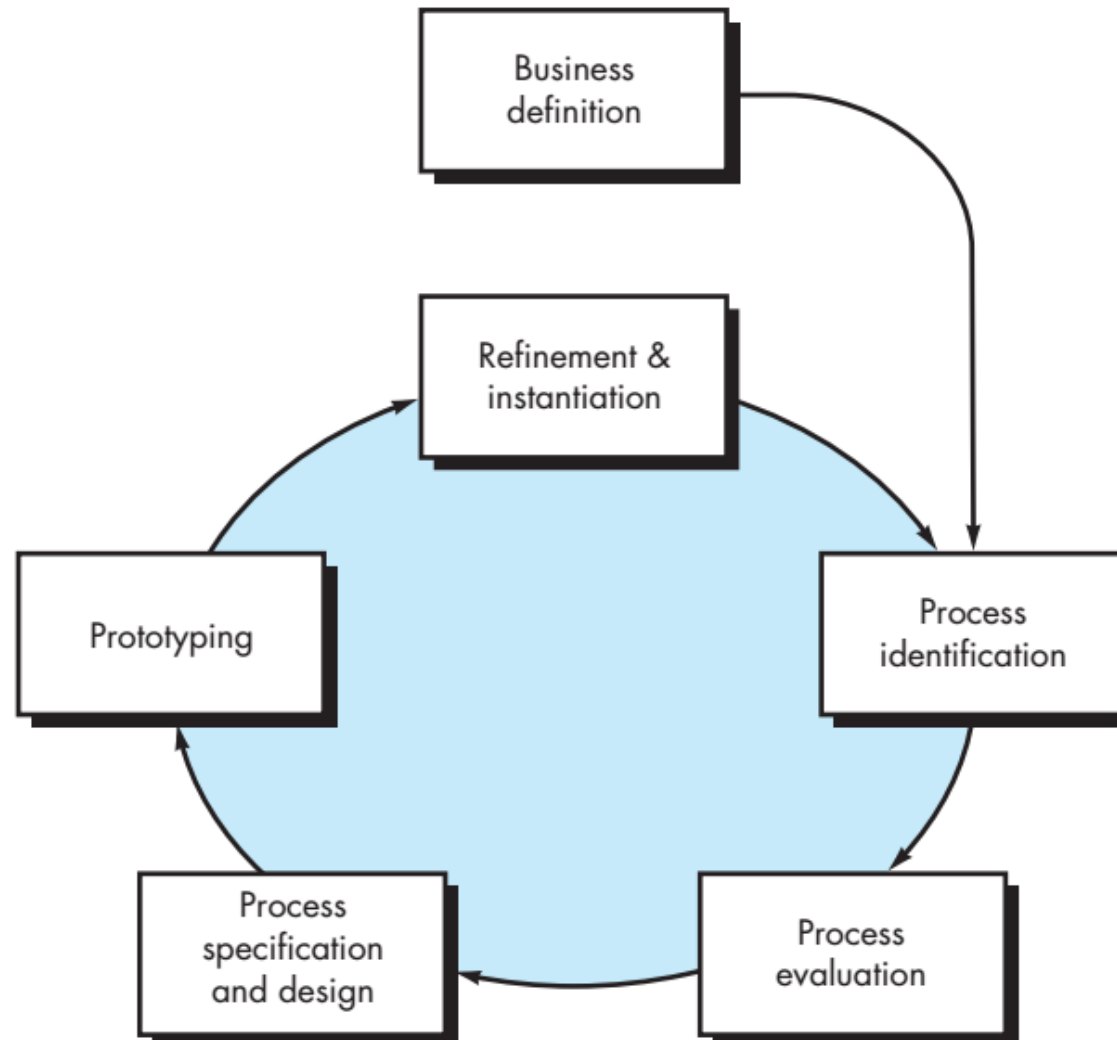 Business
definition
Refinement &
instantiation
Prototyping
Process
identification
Process
specification
and design
Process
evaluation